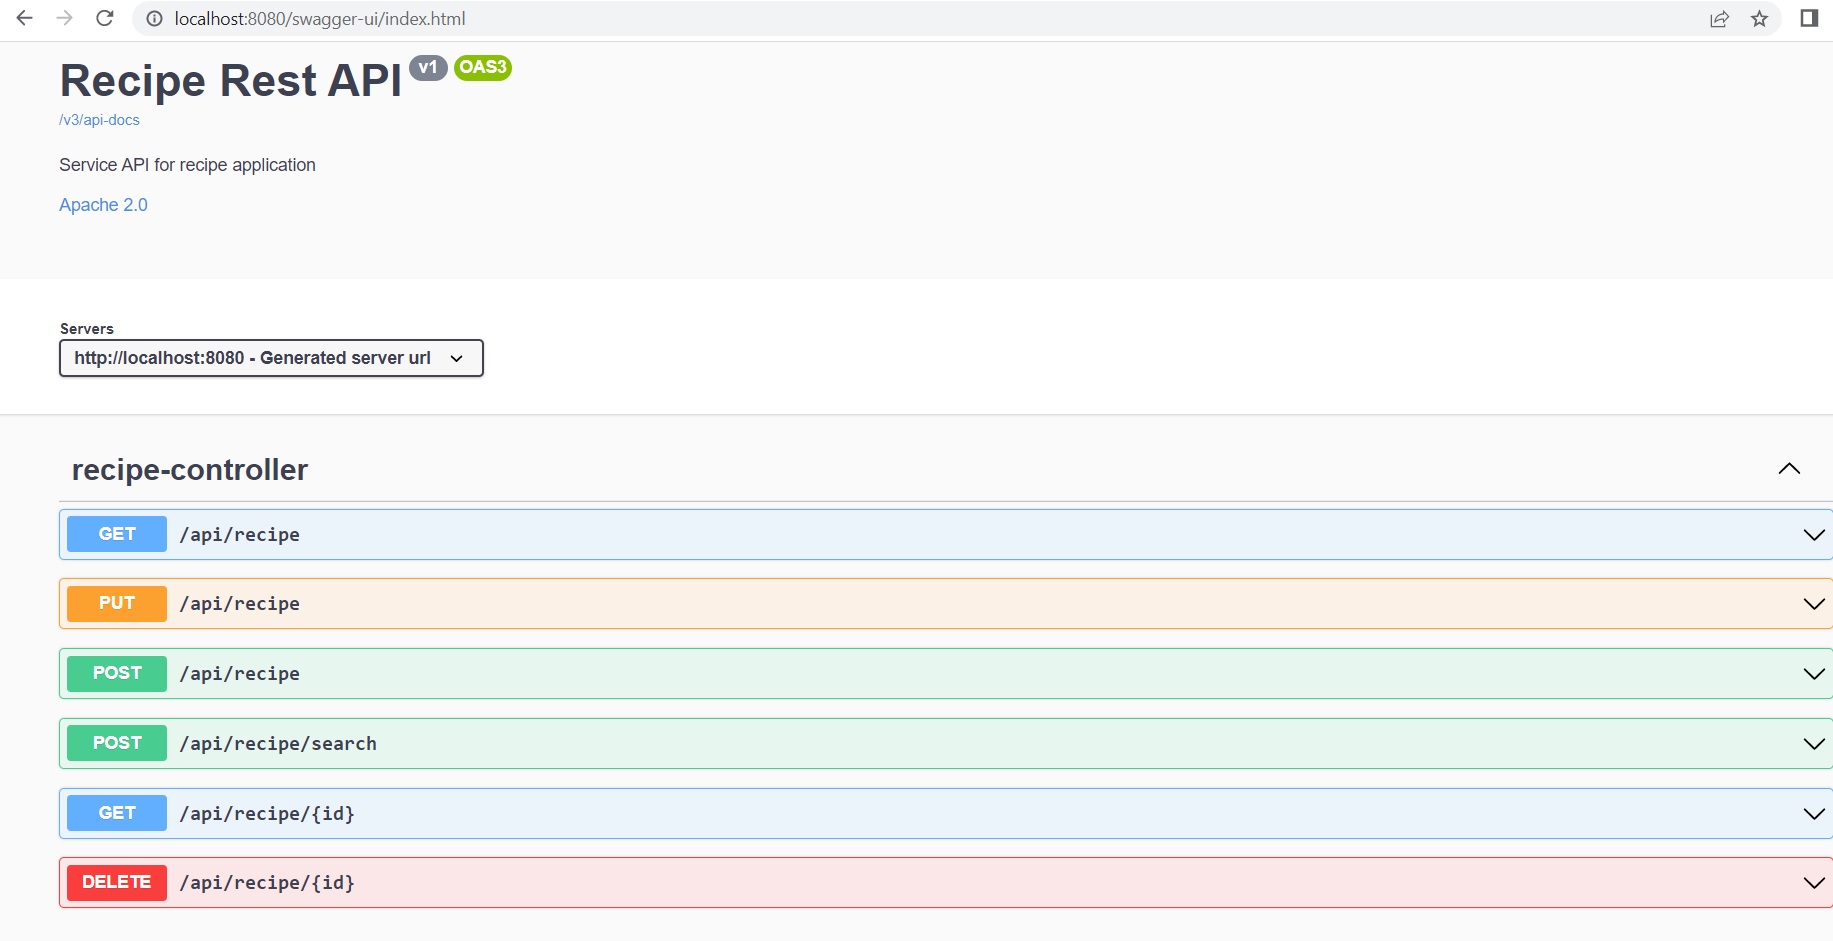 localhost:8080/swagger-ui/index.html
Recipe Rest API v1 OAS3
/v3/api-docs
Service API for recipe application
Apache 2.0
Servers
http://localhost:8080 - Generated server url
recipe-controller
GET /api/recipe
PUT /api/recipe
POST /api/recipe
POST /api/recipe/search
GET /api/recipe/{id}
DELETE /api/recipe/{id}